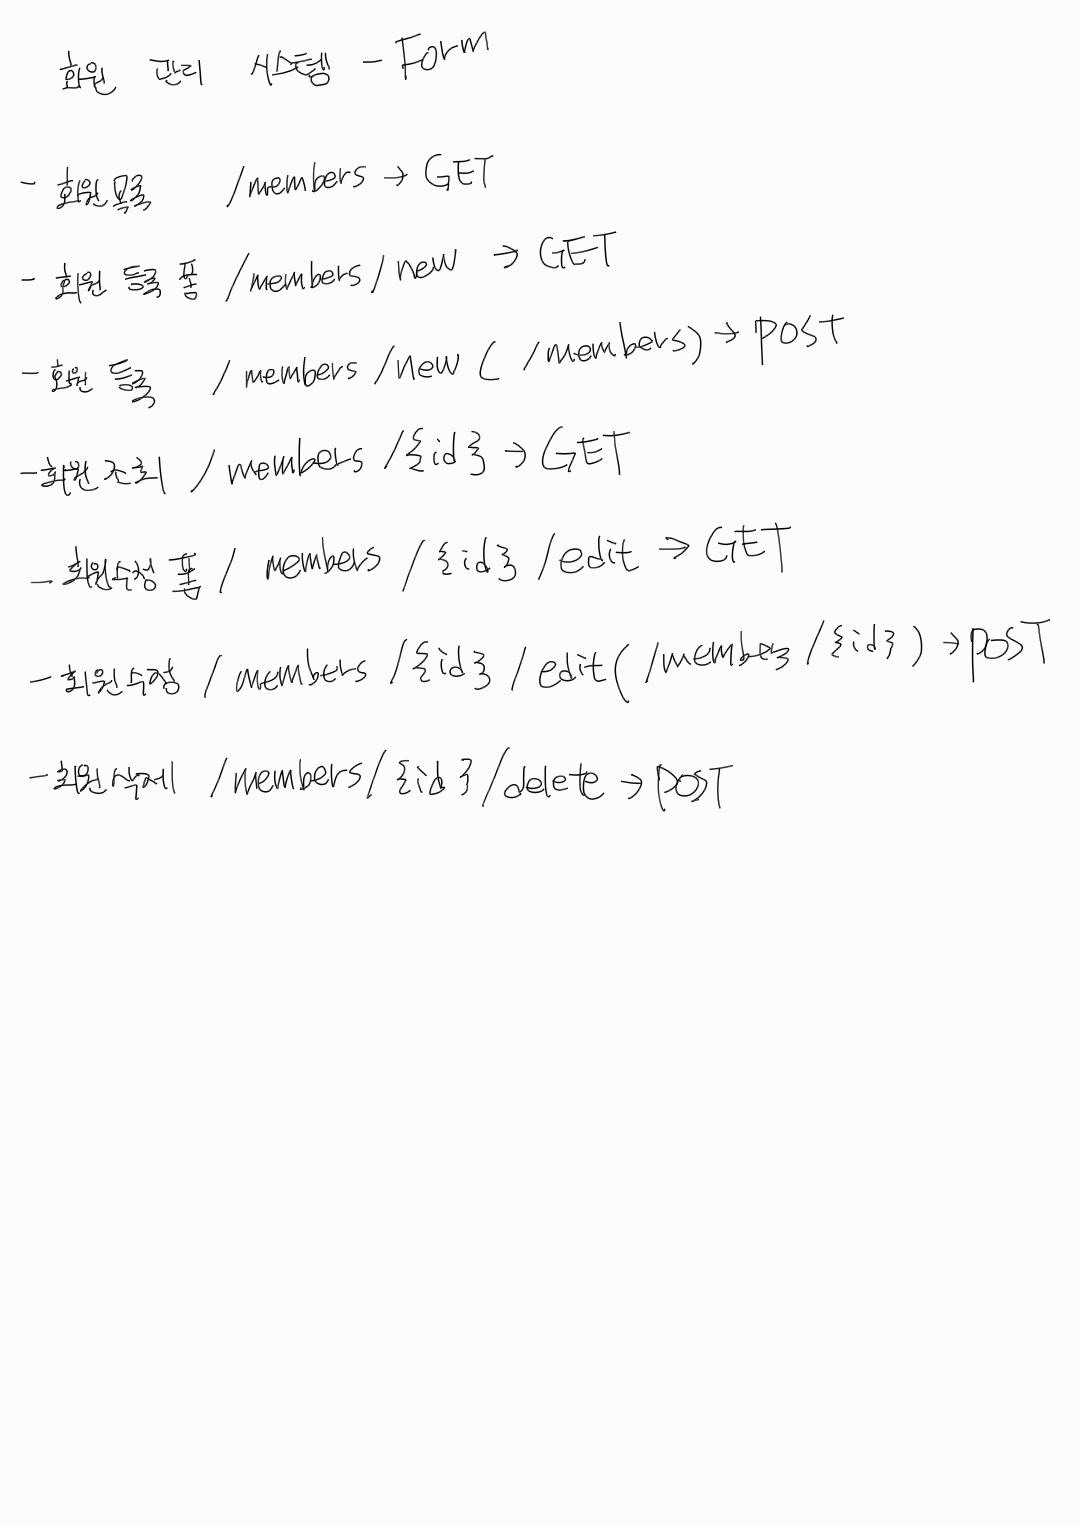 회원 관리 시스템 - Form
- 회원 목록 /members → GET
- 회원 등록 폼 /members/new → GET
- 회원 등록 /members/new (/members) → POST
- 회원 조회 /members/{id} → GET
- 회원수정 폼 /members/{id}/edit → GET
- 회원수정 /members/{id}/edit (/members/{id}) → POST
- 회원삭제 /members/{id}/delete → POST